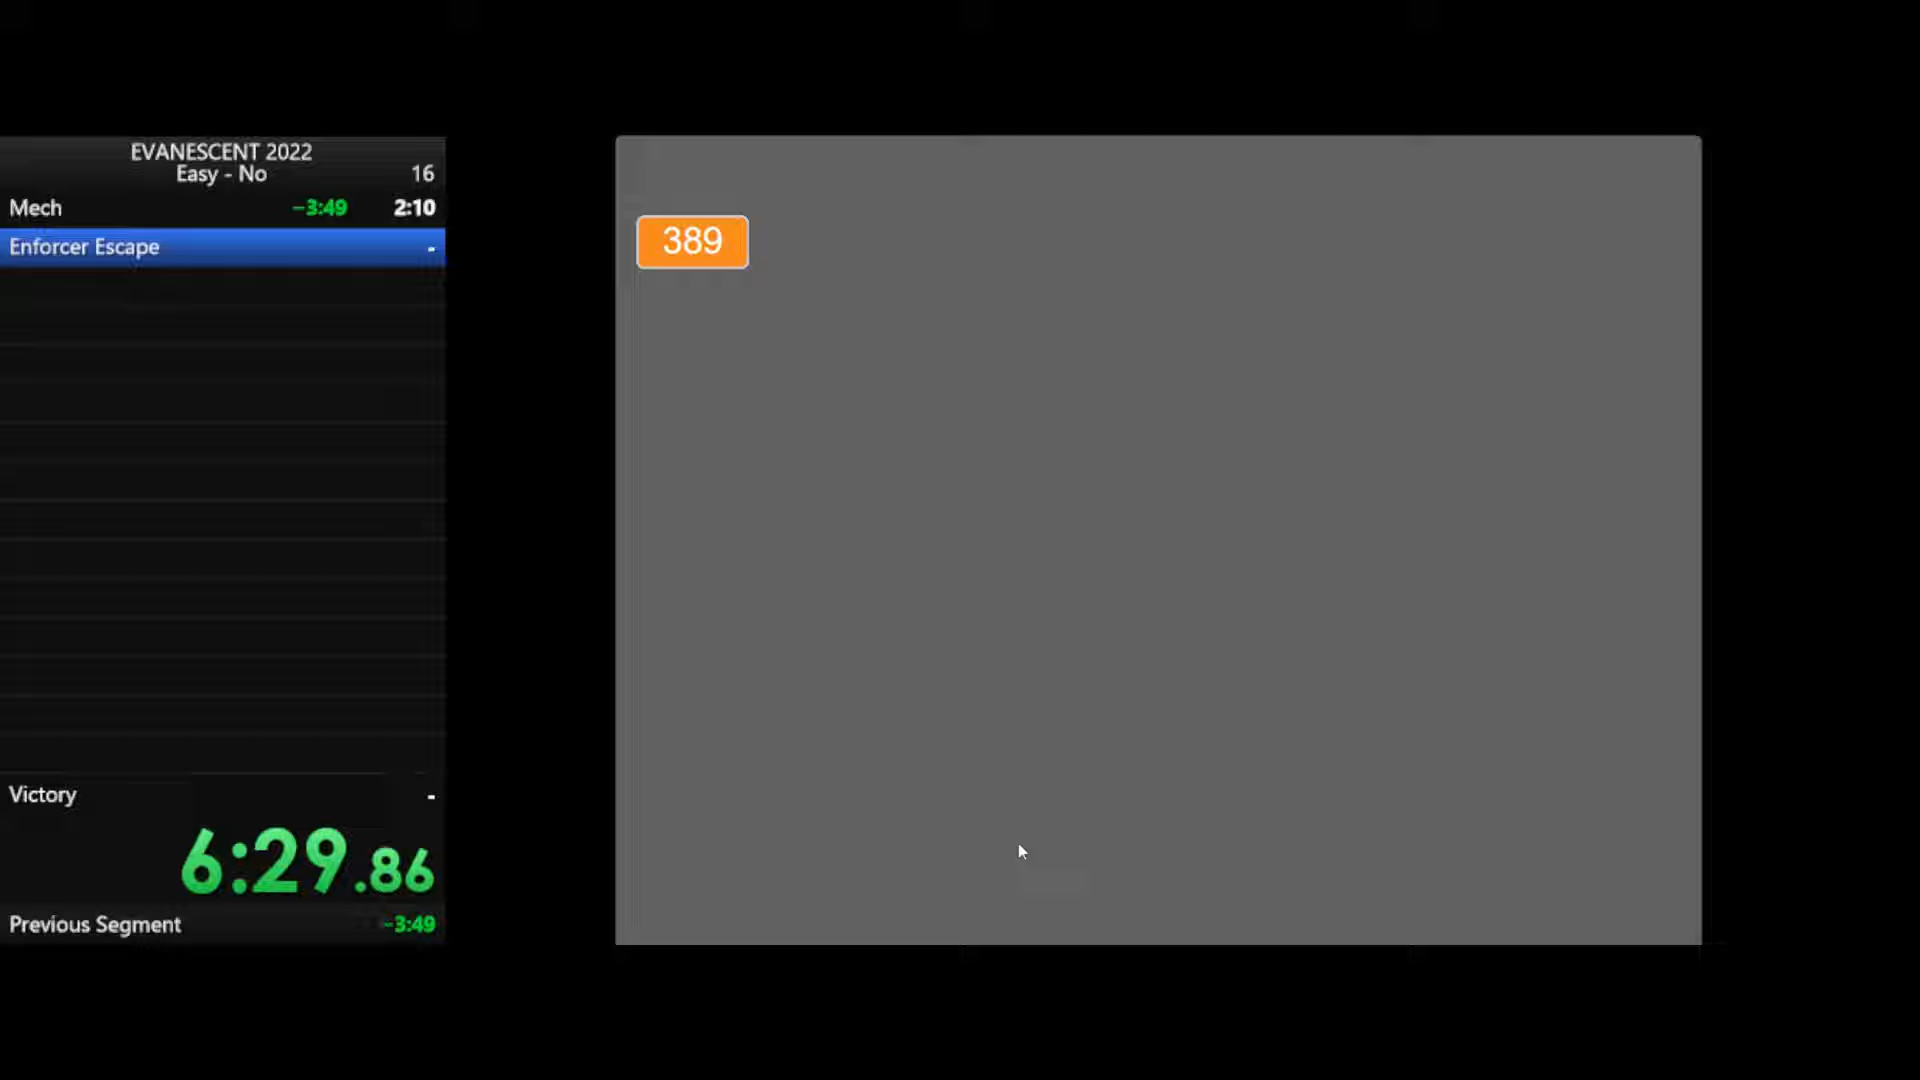 EVANESCENT 2022
Easy - No
16
Mech −3:49 2:10
Enforcer Escape -
389
Victory -
6:29.86
Previous Segment −3:49